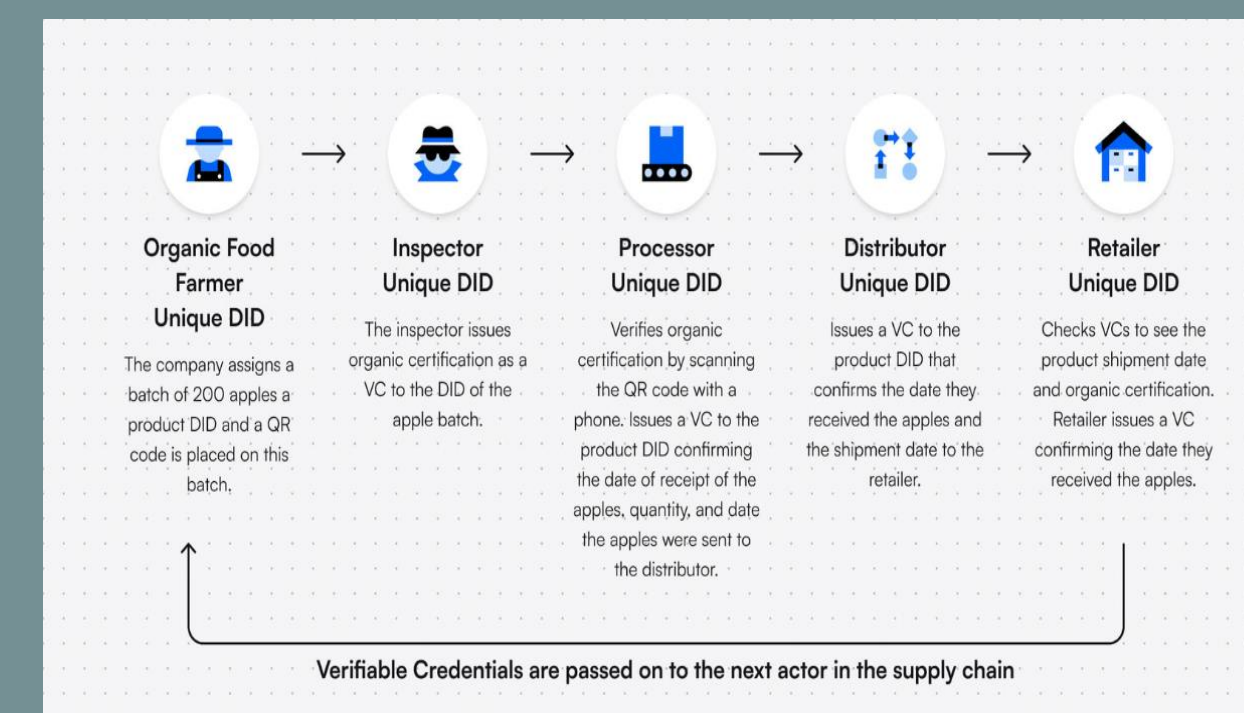 Organic Food
Farmer
Unique DID
The company assigns a
batch of 200 apples a
product DID and a QR
code is placed on this
batch.
Inspector
Unique DID
The inspector issues
organic certification as a
VC to the DID of the
apple batch.
Processor
Unique DID
Verifies organic
certification by scanning
the QR code with a
phone. Issues a VC to the
product DID confirming
the date of receipt of the
apples, quantity, and date
the apples were sent to
the distributor.
Distributor
Unique DID
Issues a VC to the
product DID that
confirms the date they
received the apples and
the shipment date to the
retailer.
Retailer
Unique DID
Checks VCs to see the
product shipment date
and organic certification.
Retailer issues a VC
confirming the date they
received the apples.
Verifiable Credentials are passed on to the next actor in the supply chain